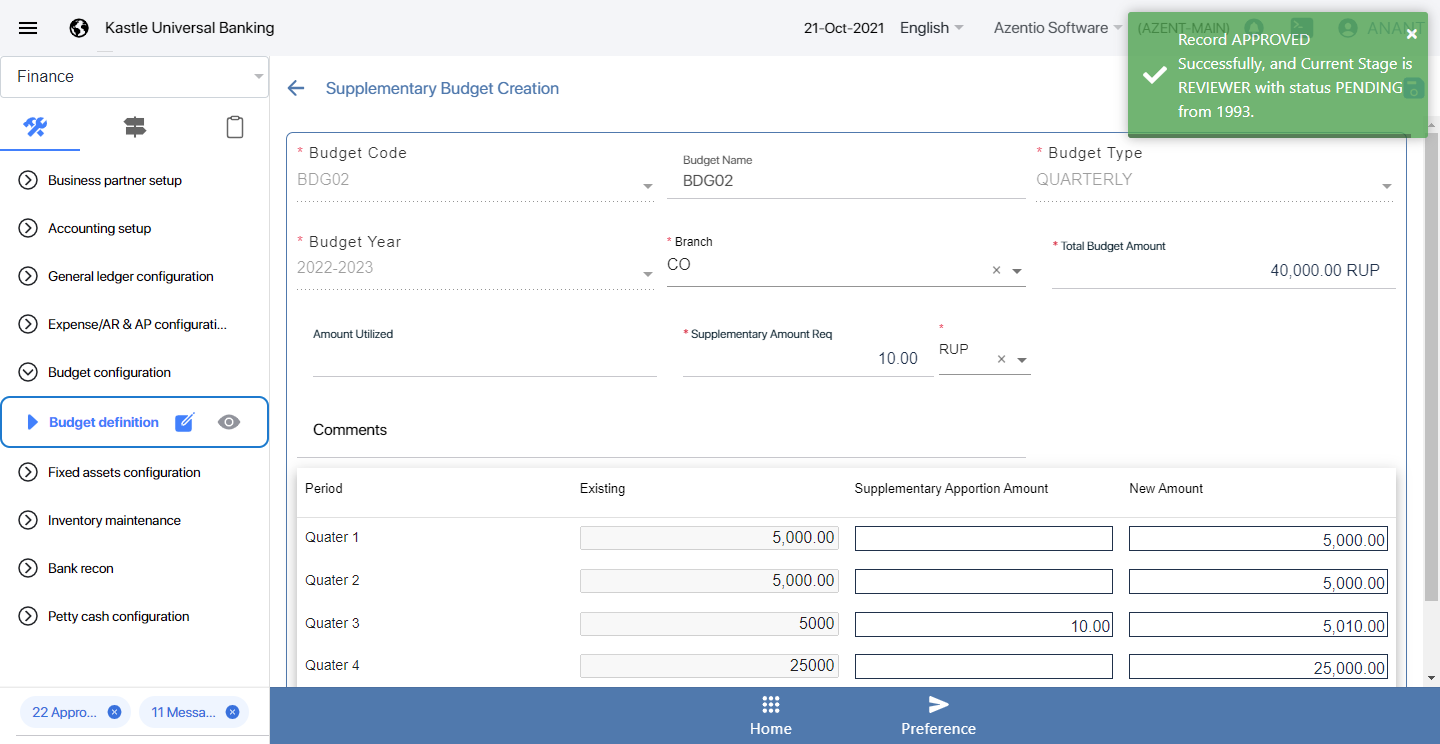 Kastle Universal Banking
21-Oct-2021
English
Azentio Software
(AZENT-MAIN)
ANANT
Record APPROVED
Successfully, and Current Stage is
REVIEWER with status PENDING
from 1993.
Finance
Business partner setup
Accounting setup
General ledger configuration
Expense/AR & AP configurati...
Budget configuration
Budget definition
Fixed assets configuration
Inventory maintenance
Bank recon
Petty cash configuration
22 Appro...
11 Messa...
Supplementary Budget Creation
* Budget Code
BDG02
Budget Name
BDG02
* Budget Type
QUARTERLY
* Budget Year
2022-2023
* Branch
CO
* Total Budget Amount
40,000.00 RUP
Amount Utilized
* Supplementary Amount Req
10.00
*
RUP
Comments
Period Existing Supplementary Apportion Amount New Amount
Quater 1 5,000.00 5,000.00
Quater 2 5,000.00 5,000.00
Quater 3 5000 10.00 5,010.00
Quater 4 25000 25,000.00
Home
Preference